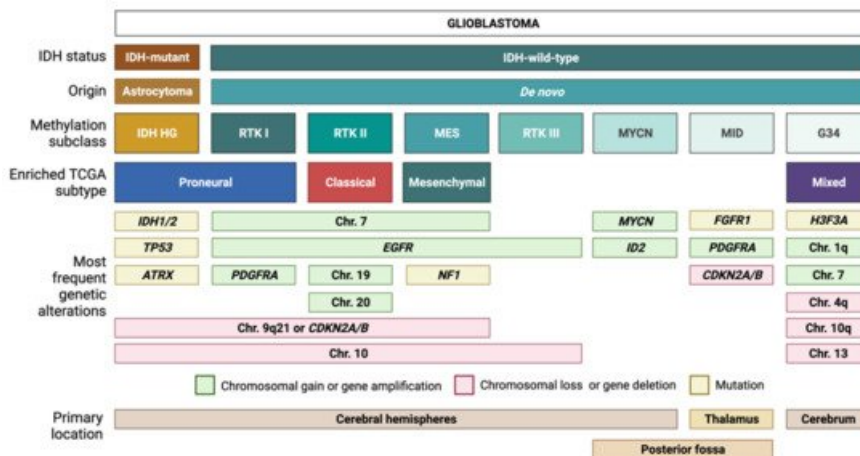 GLIOBLASTOMA
IDH status
IDH-mutant
IDH-wild-type
Origin
Astrocytoma
De novo
Methylation
subclass
IDH HG
RTK I
RTK II
MES
RTK III
MYCN
MID
G34
Enriched TCGA
subtype
Proneural
Classical
Mesenchymal
Mixed
Most
frequent
genetic
alterations
IDH1/2
Chr. 7
MYCN
FGFR1
H3F3A
TP53
EGFR
ID2
PDGFRA
Chr. 1q
ATRX
PDGFRA
Chr. 19
NF1
CDKN2A/B
Chr. 7
Chr. 20
Chr. 4q
Chr. 9q21 or CDKN2A/B
Chr. 10q
Chr. 10
Chr. 13
Chromosomal gain or gene amplification
Chromosomal loss or gene deletion
Mutation
Primary
location
Cerebral hemispheres
Thalamus
Cerebrum
Posterior fossa